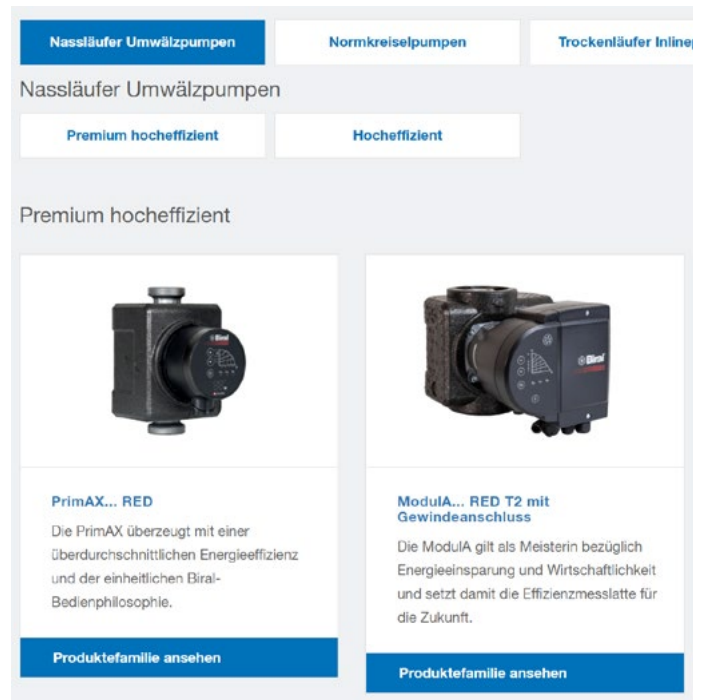 Nassläufer Umwälzpumpen
Normkreiselpumpen
Trockenläufer Inline
Nassläufer Umwälzpumpen
Premium hocheffizient
Hocheffizient
Premium hocheffizient
Biral
Biral
PrimAX... RED
Die PrimAX überzeugt mit einer
überdurchschnittlichen Energieeffizienz
und der einheitlichen Biral-
Bedienphilosophie.
Produktefamilie ansehen
ModulA... RED T2 mit
Gewindeanschluss
Die ModulA gilt als Meisterin bezüglich
Energieeinsparung und Wirtschaftlichkeit
und setzt damit die Effizienzmesslatte für
die Zukunft.
Produktefamilie ansehen